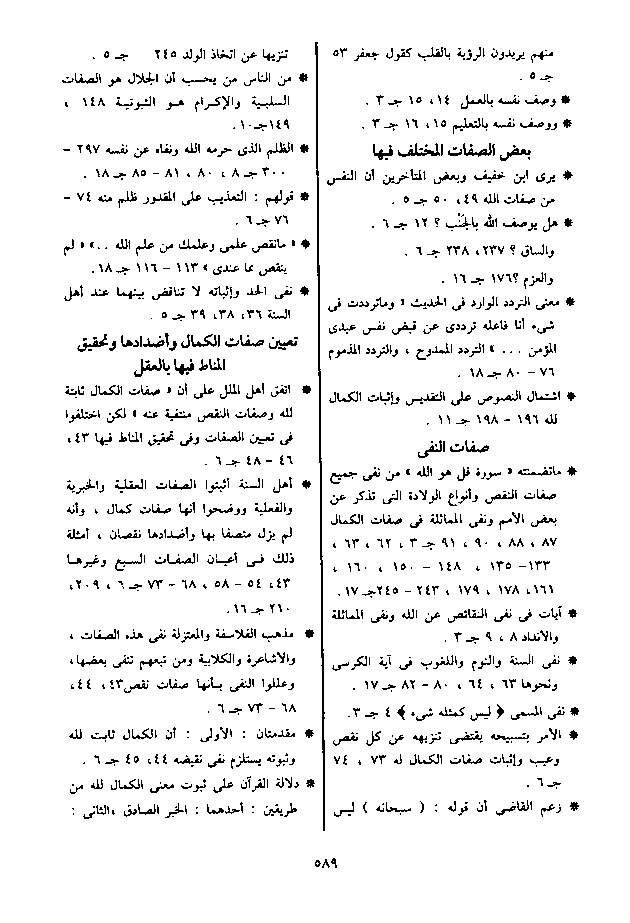 منهم يريدون الرؤية بالقلب كقول جعفر ٥٣
جـ ٥ .
* وصف نفسه بالعمل ١٤، ١٥ جـ ٣ .
* ووصف نفسه بالتعليم ١٥، ١٦ جـ ٣ .
بعض الصفات المختلف فيها
* يرى ابن خفيف وبعض المتأخرين أن النفس
من صفات الله ٤٩، ٥٠ جـ ٥ .
* هل يوصف الله بالجَنْب ؟ ١٢ جـ ٦ .
والساق ؟ ٢٣٧، ٢٣٨ جـ ٦ .
والعزم ؟١٧٦ جـ ١٦ .
* معنى التردد الوارد فى الحديث « وماترددت فى
شىء أنا فاعله ترددى عن قبض نفس عبدى
المؤمن ... » التردد الممدوح ، والتردد المذموم
٧٦ – ٨٠ جـ ١٨ .
* اشتمال النصوص على التقديس وإثبات الكمال
لله ١٩٦ – ١٩٨ جـ ١١ .
صفات النفى
* ماتضمنته « سورة قل هو الله » من نفى جميع
صفات النقص وأنواع الولادة التى تذكر عن
بعض الأمم ونفى المماثلة فى صفات الكمال
٨٧ ، ٨٨ ، ٩٠ ، ٩١ جـ ٣ ، ٦٢ ، ٦٣ ،
١٣٣– ١٣٥ ، ١٤٨ – ١٥٠ ، ١٦٠ ،
١٦١، ١٧٨ ، ١٧٩ ، ٢٤٣ – ٢٤٥جـ ١٧.
* آيات فى نفى النقائص عن الله ونفى المماثلة
والأنداد ٨ ، ٩ جـ ٣ .
* نفى السنة والنوم واللغوب فى آية الكرسى
ونحوها ٦٣ ، ٦٤ ، ٨٠ – ٨٢ جـ ١٧ .
* نفى المسمى ﴿ ليس كمثله شىء ﴾ ٤ جـ ٣.
* الأمر بتسبيحه يقتضى تنزيهه عن كل نقص
وعيب وإثبات صفات الكمال له ٧٣ ، ٧٤
جـ ٦ .
* زعم القاضى أن قوله : ( سبحانه ) ليس
تنزيها عن اتخاذ الولد ٢٤٥ جـ ٥ .
* من الناس من يحسب أن الجلال هو الصفات
السلبية والإكرام هو الثبوتية ١٤٨ ،
١٤٩جـ١٠.
* الظلم الذى حرمه الله ونفاه عن نفسه ٢٩٧ –
٣٠٠ جـ ٨ ، ٨٠ ، ٨١ – ٨٥ جـ ١٨ .
* قولهم : التعذيب على المقدور ظلم منه ٧٤ –
٧٦ جـ ٦ .
* « مانقص علمى وعلمك من علم الله ..» « لم
ينقص مما عندى » ١١٣ – ١١٦ جـ ١٨.
* نفى الحد وإثباته لا تناقض بينهما عند أهل
السنة ٣٦، ٣٨، ٣٩ جـ ٥ .
تعيين صفات الكمال وأضدادها وتحقيق
المناط فيها بالعقل
* اتفق أهل الملل على أن « صفات الكمال ثابتة
لله وصفات النقص منتفية عنه » لكن اختلفوا
فى تعيين الصفات وفى تحقيق المناط فيها ٤٣،
٤٦ – ٤٨ جـ ٦ .
* أهل السنة أثبتوا الصفات العقلية والخبرية
والفعلية ووضحوا أنها صفات كمال ، وأنه
لم يزل متصفا بها وأضدادها نقصان ، أمثلة
ذلك فى أعيان الصفات السبع وغيرها
٤٣، ٥٤ – ٥٨ ، ٦٨ – ٧٣ جـ ٦ ، ٢٠٩،
٢١٠ جـ ١٦.
* مذهب الفلاسفة والمعتزلة نفى هذه الصفات ،
والأشاعرة والكلابية ومن تبعهم تنفى بعضها،
وعللوا النفى بأنها صفات نقص٤٣ ، ٤٤،
٦٨ – ٧٣ جـ ٦ .
* مقدمتان : الأولى : أن الكمال ثابت لله
وثبوته يستلزم نفى نقيضه ٤٤، ٤٥ جـ ٦ .
* دلالة القرآن على ثبوت معنى الكمال لله من
طريقين : أحدهما : الخبر الصادق ،الثانى :
٥٨٩